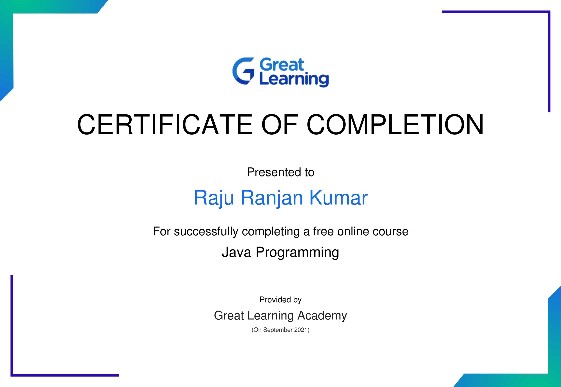 Great
Learning
CERTIFICATE OF COMPLETION
Presented to
Raju Ranjan Kumar
For successfully completing a free online course
Java Programming
Provided by
Great Learning Academy
(On September 2021)